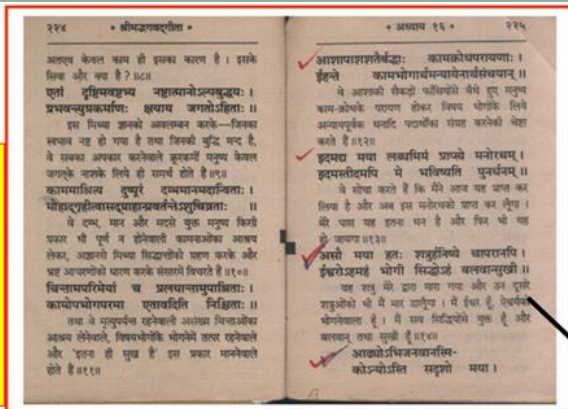 २२४ * श्रीमद्भगवद्गीता *
अतएव केवल काम ही इसका कारण है । इसके
सिवा और क्या है ? ॥८॥
एतां दृष्टिमवष्टभ्य नष्टात्मानोऽल्पबुद्धयः ।
प्रभवन्त्युग्रकर्माणः क्षयाय जगतोऽहिताः ॥
इस मिथ्या ज्ञानको अवलम्बन करके—जिनका
स्वभाव नष्ट हो गया है तथा जिनकी बुद्धि मन्द है,
वे सबका अपकार करनेवाले क्रूरकर्मी मनुष्य केवल
जगत्के नाशके लिये ही समर्थ होते हैं ॥९॥
काममाश्रित्य दुष्पूरं दम्भमानमदान्विताः ।
मोहाद्गृहीत्वासद्ग्राहान्प्रवर्तन्तेऽशुचिव्रताः ॥
वे दम्भ, मान और मदसे युक्त मनुष्य किसी
प्रकार भी पूर्ण न होनेवाली कामनाओंका आश्रय
लेकर, अज्ञानसे मिथ्या सिद्धान्तोंको ग्रहण करके और
भ्रष्ट आचरणोंको धारण करके संसारमें विचरते हैं ॥१०॥
चिन्तामपरिमेयां च प्रलयान्तामुपाश्रिताः ।
कामोपभोगपरमा एतावदिति निश्चिताः ॥
तथा वे मृत्युपर्यन्त रहनेवाली असंख्य चिन्ताओंका
आश्रय लेनेवाले, विषयभोगोंके भोगनेमें तत्पर रहनेवाले
और 'इतना ही सुख है' इस प्रकार माननेवाले
होते हैं ॥११॥
* अध्याय १६ * २२५
आशापाशशतैर्बद्धाः कामक्रोधपरायणाः ।
ईहन्ते कामभोगार्थमन्यायेनार्थसंचयान् ॥
वे आशाकी सैकड़ों फाँसियोंसे बँधे हुए मनुष्य
काम-क्रोधके परायण होकर विषय भोगोंके लिये
अन्यायपूर्वक धनादि पदार्थोंका संग्रह करनेकी चेष्टा
करते हैं ॥१२॥
इदमद्य मया लब्धमिमं प्राप्स्ये मनोरथम् ।
इदमस्तीदमपि मे भविष्यति पुनर्धनम् ॥
वे सोचा करते हैं कि मैंने आज यह प्राप्त कर
लिया है और अब इस मनोरथको प्राप्त कर लूँगा ।
मेरे पास यह इतना धन है और फिर भी यह
हो जायगा ॥१३॥
असौ मया हतः शत्रुर्हनिष्ये चापरानपि ।
ईश्वरोऽहमहं भोगी सिद्धोऽहं बलवान्सुखी ॥
वह शत्रु मेरे द्वारा मारा गया और उन दूसरे
शत्रुओंको भी मैं मार डालूँगा । मैं ईश्वर हूँ, ऐश्वर्यको
भोगनेवाला हूँ । मैं सब सिद्धियोंसे युक्त हूँ और
बलवान् तथा सुखी हूँ ॥१४॥
आढ्योऽभिजनवानस्मि-
कोऽन्योऽस्ति सदृशो मया ।